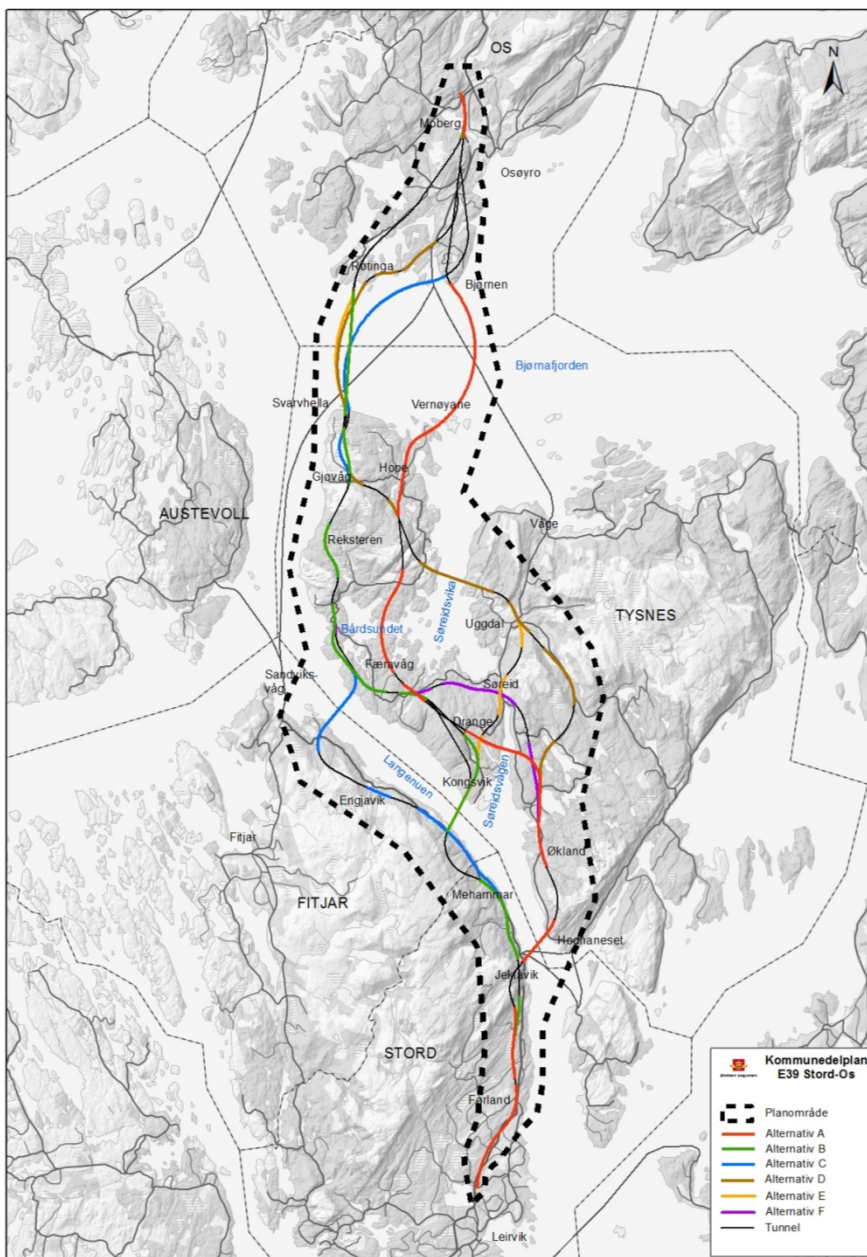 OS
N
Moberg
Osøyro
Røtinga
Bjørnen
Bjørnafjorden
Svarvhella
Vernøyane
Hope
Gjøvåg
AUSTEVOLL
Våge
Reksteren
Søreidsvika
TYSNES
Uggdal
Bårdsundet
Færavåg
Sandviks-
våg
Søreid
Drange
Langenuen
Kongsvik
Søreidsvågen
Engjavik
Fitjar
Økland
FITJAR
Mehammar
Hodnaneset
Jektavik
STORD
Førland
Leirvik
Kommunedelplan
E39 Stord-Os
Planområde
Alternativ A
Alternativ B
Alternativ C
Alternativ D
Alternativ E
Alternativ F
Tunnel